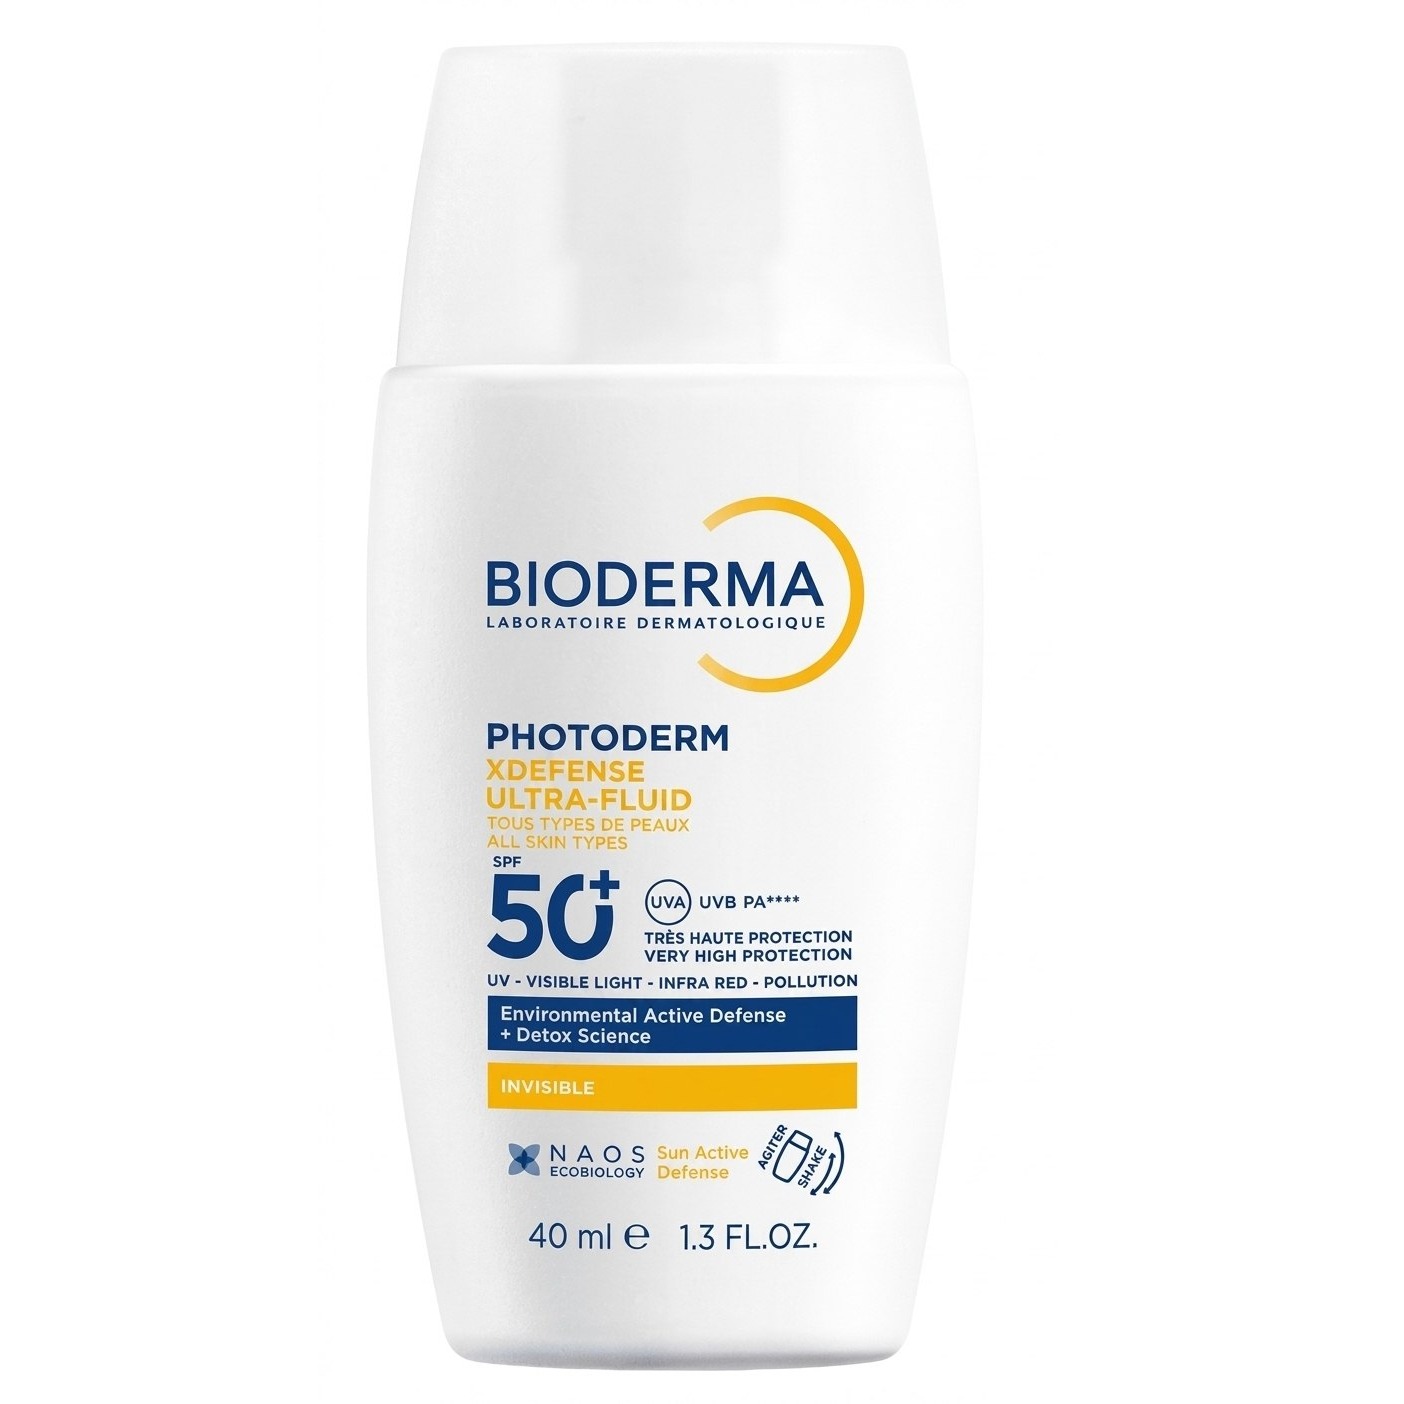 BIODERMA
LABORATOIRE DERMATOLOGIQUE
PHOTODERM
XDEFENSE
ULTRA-FLUID
TOUS TYPES DE PEAUX
ALL SKIN TYPES
SPF
50+
UVA UVB PA****
TRÈS HAUTE PROTECTION
VERY HIGH PROTECTION
UV - VISIBLE LIGHT - INFRA RED - POLLUTION
Environmental Active Defense
+ Detox Science
INVISIBLE
NAOS
ECOBIOLOGY
Sun Active
Defense
AGITER
SHAKE
40 ml ℮ 1.3 FL.OZ.